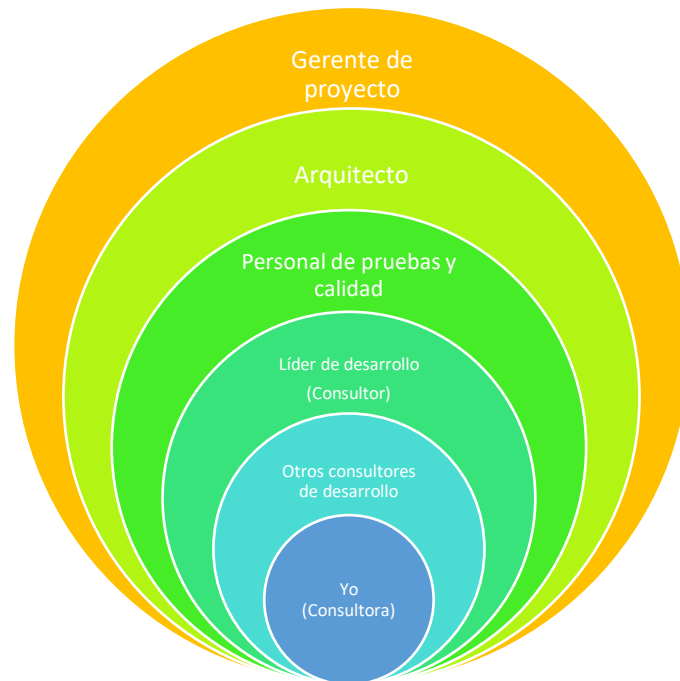 Gerente de
proyecto
Arquitecto
Personal de pruebas y
calidad
Líder de desarrollo
(Consultor)
Otros consultores
de desarrollo
Yo
(Consultora)